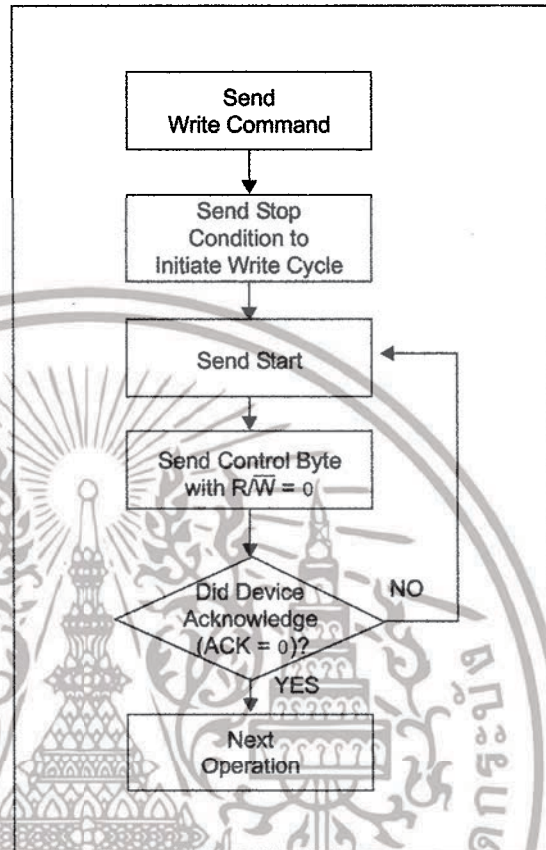 Send
Write Command
Send Stop
Condition to
Initiate Write Cycle
Send Start
Send Control Byte
with R/W̅ = 0
Did Device
Acknowledge
(ACK = 0)?
NO
YES
Next
Operation